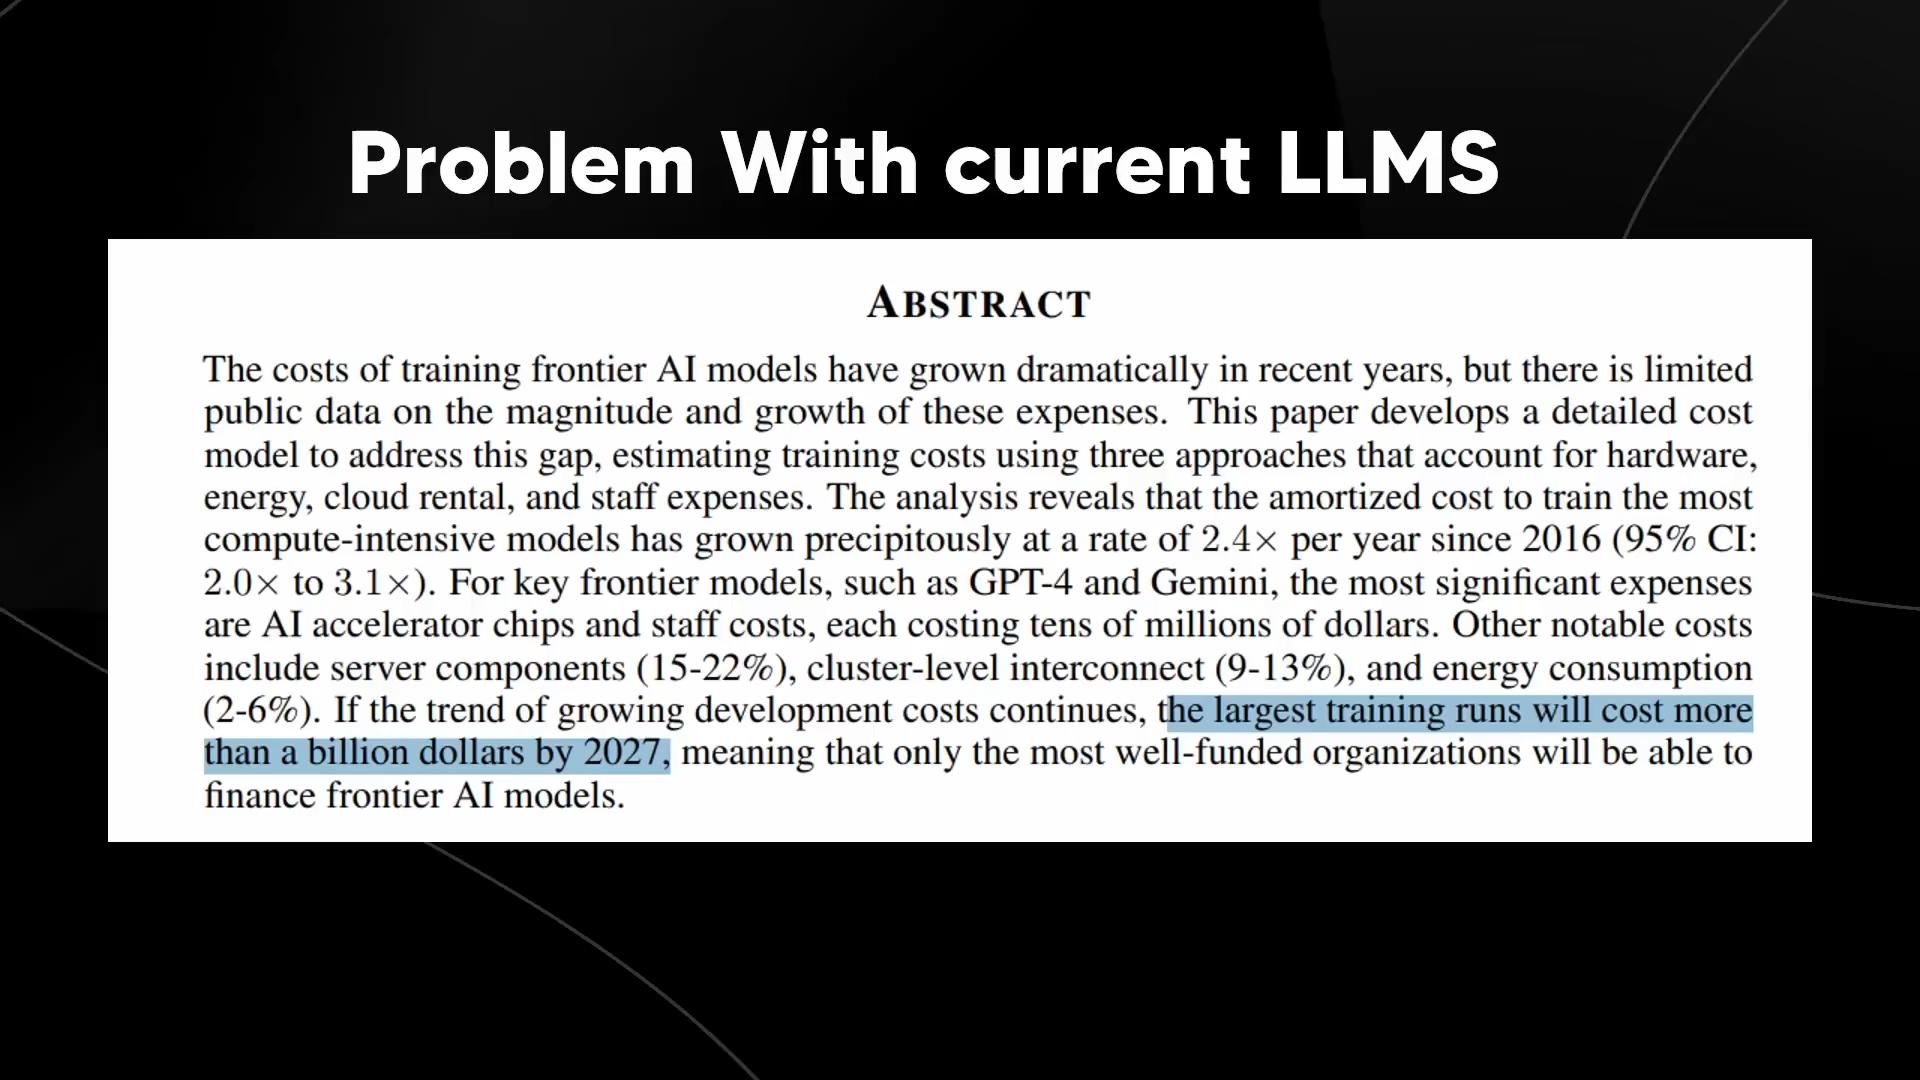 Problem With current LLMS
ABSTRACT
The costs of training frontier AI models have grown dramatically in recent years, but there is limited
public data on the magnitude and growth of these expenses. This paper develops a detailed cost
model to address this gap, estimating training costs using three approaches that account for hardware,
energy, cloud rental, and staff expenses. The analysis reveals that the amortized cost to train the most
compute-intensive models has grown precipitously at a rate of 2.4× per year since 2016 (95% CI:
2.0× to 3.1×). For key frontier models, such as GPT-4 and Gemini, the most significant expenses
are AI accelerator chips and staff costs, each costing tens of millions of dollars. Other notable costs
include server components (15-22%), cluster-level interconnect (9-13%), and energy consumption
(2-6%). If the trend of growing development costs continues, the largest training runs will cost more
than a billion dollars by 2027, meaning that only the most well-funded organizations will be able to
finance frontier AI models.